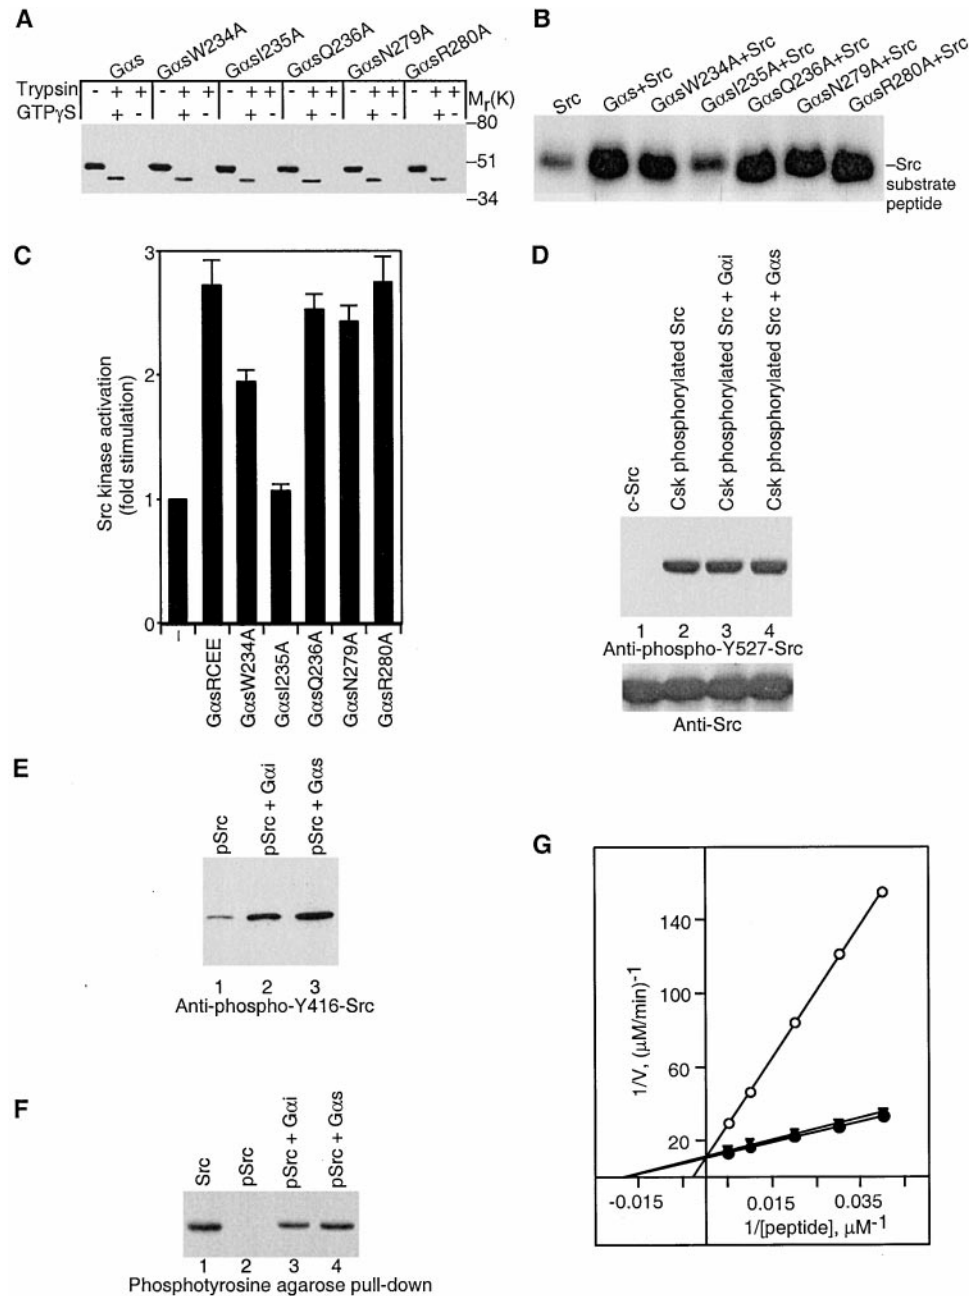 A
Gαs
GαsW234A
GαsI235A
GαsQ236A
GαsN279A
GαsR280A
Trypsin - + + - + + - + + - + + - + + - + +
GTPγS + - + - + - + - + - + -
Mr(K)
–80
–51
–34
B
Src
Gαs+Src
GαsW234A+Src
GαsI235A+Src
GαsQ236A+Src
GαsN279A+Src
GαsR280A+Src
–Src
substrate
peptide
C
Src kinase activation
(fold stimulation)
3
2
1
0
–
GαsRCEE
GαsW234A
GαsI235A
GαsQ236A
GαsN279A
GαsR280A
D
c-Src
Csk phosphorylated Src
Csk phosphorylated Src + Gαi
Csk phosphorylated Src + Gαs
1 2 3 4
Anti-phospho-Y527-Src
Anti-Src
E
pSrc
pSrc + Gαi
pSrc + Gαs
1 2 3
Anti-phospho-Y416-Src
F
Src
pSrc
pSrc + Gαi
pSrc + Gαs
1 2 3 4
Phosphotyrosine agarose pull-down
G
1/V, (μM/min)-1
140
100
60
20
-0.015 0.015 0.035
1/[peptide], μM-1